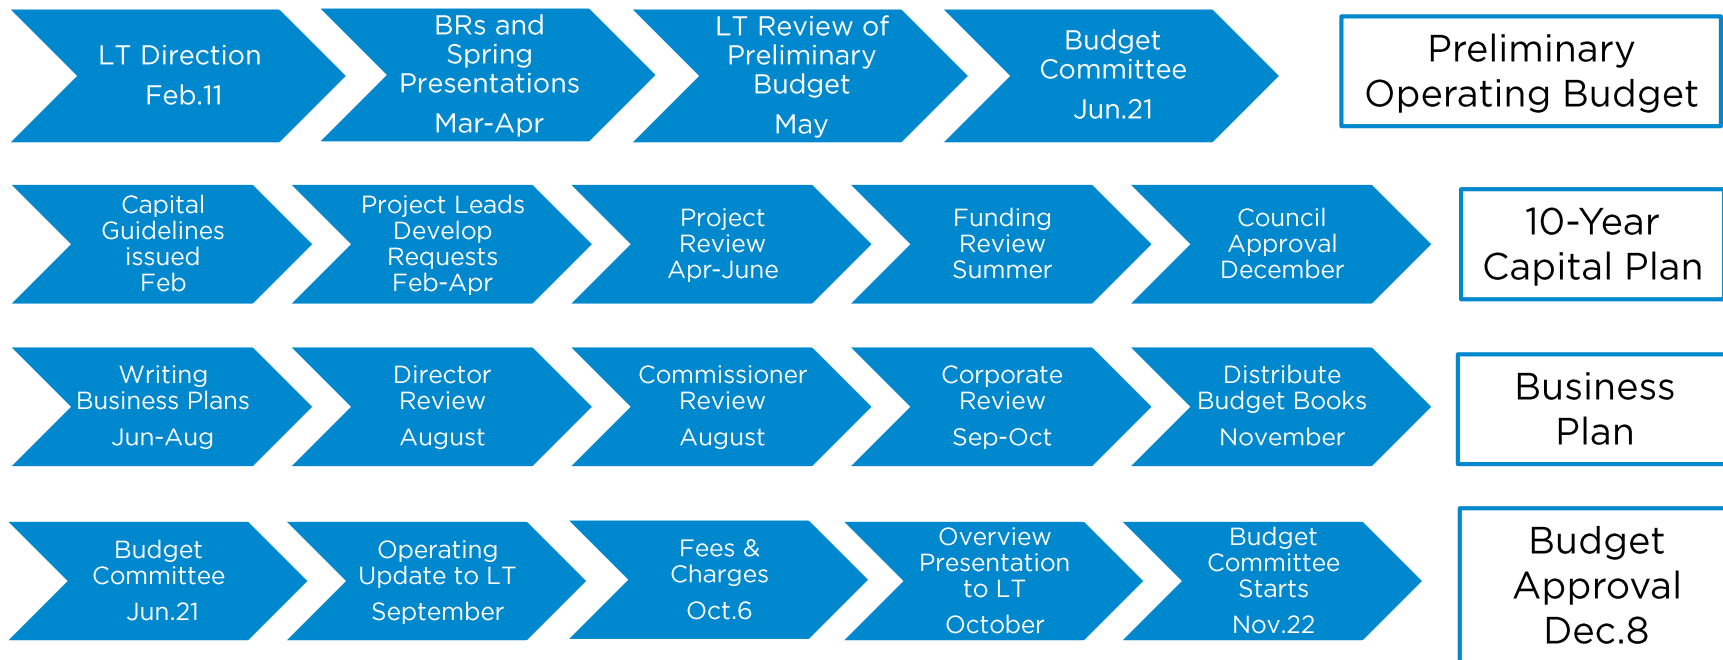 LT Direction
Feb.11
BRs and
Spring
Presentations
Mar-Apr
LT Review of
Preliminary
Budget
May
Budget
Committee
Jun.21
Preliminary
Operating Budget
Capital
Guidelines
issued
Feb
Project Leads
Develop
Requests
Feb-Apr
Project
Review
Apr-June
Funding
Review
Summer
Council
Approval
December
10-Year
Capital Plan
Writing
Business Plans
Jun-Aug
Director
Review
August
Commissioner
Review
August
Corporate
Review
Sep-Oct
Distribute
Budget Books
November
Business
Plan
Budget
Committee
Jun.21
Operating
Update to LT
September
Fees &
Charges
Oct.6
Overview
Presentation
to LT
October
Budget
Committee
Starts
Nov.22
Budget
Approval
Dec.8